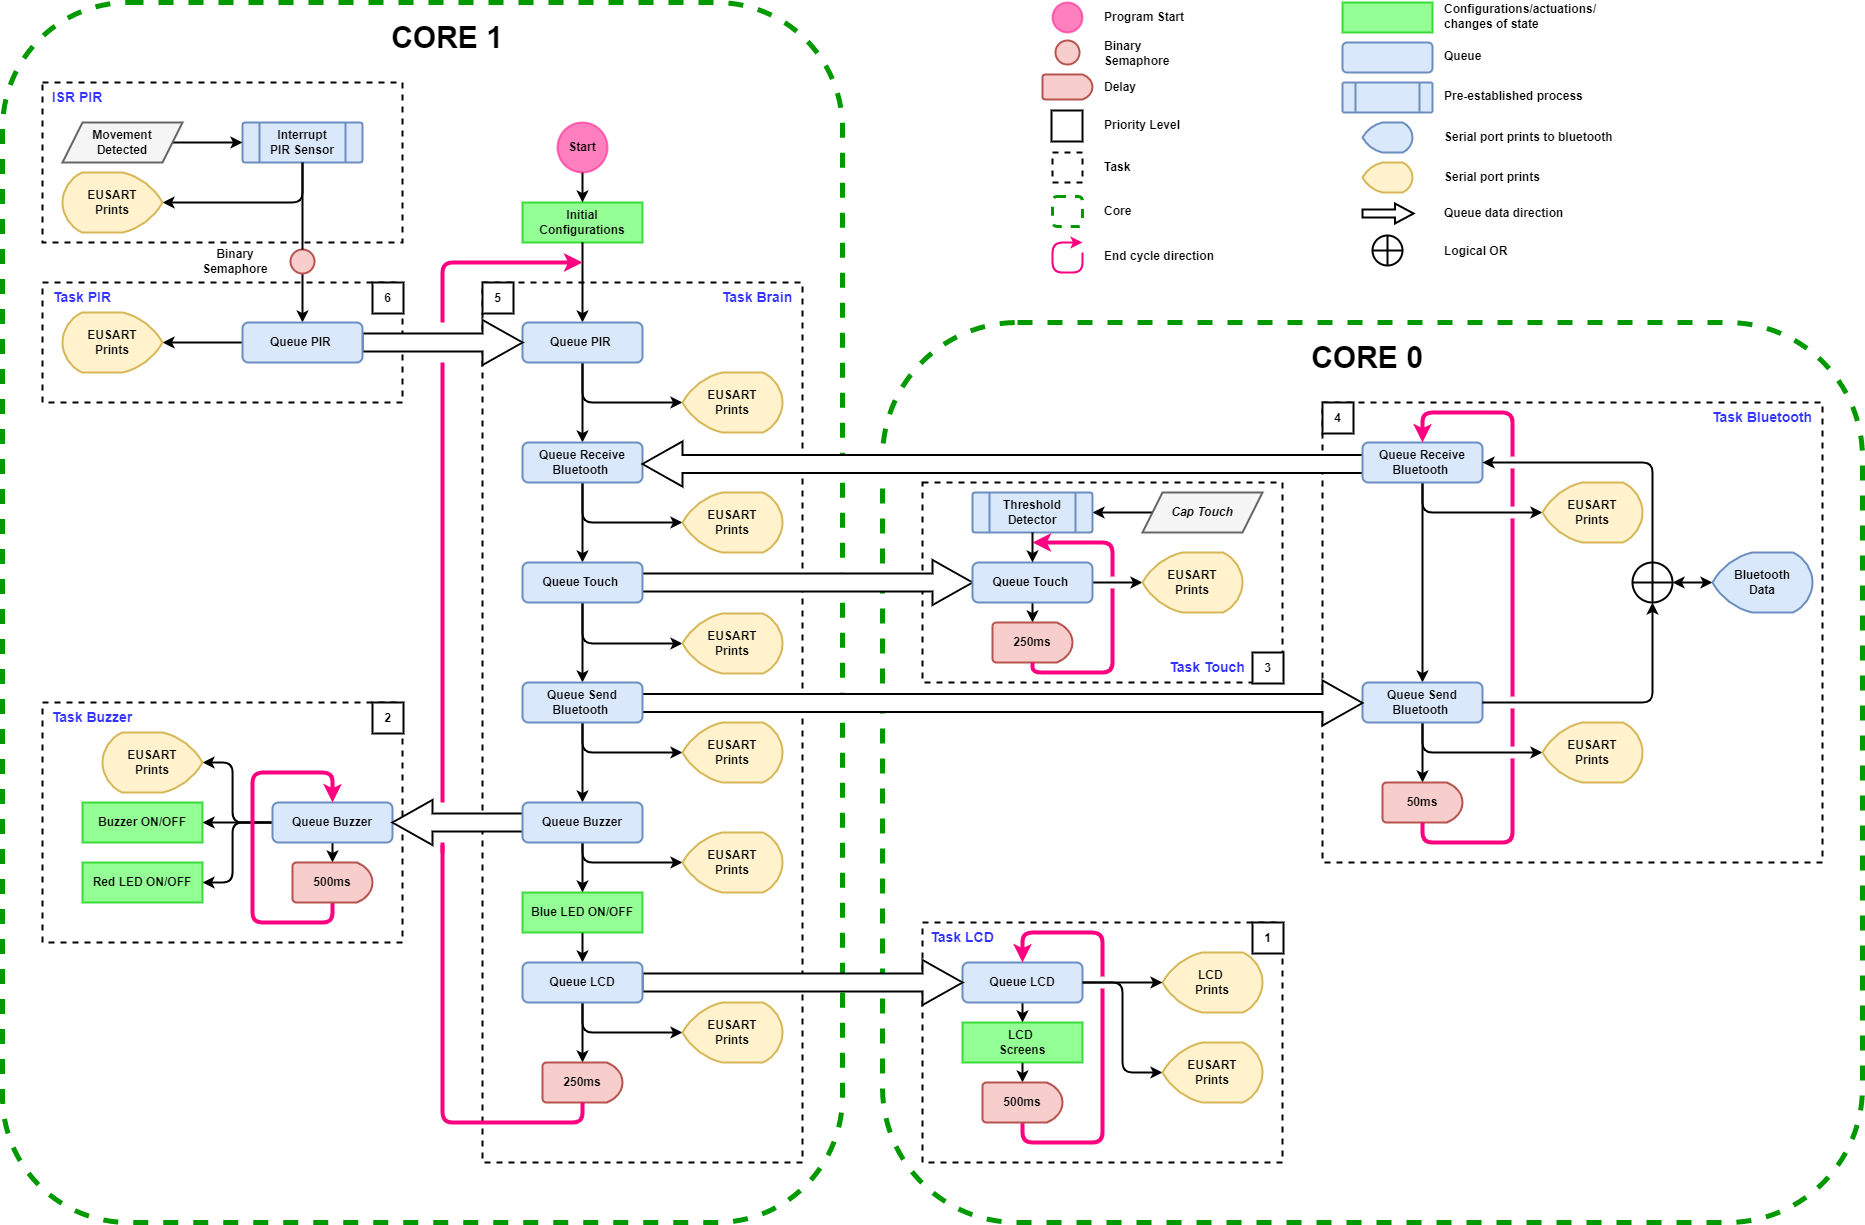 CORE 1
ISR PIR
Movement
Detected
Interrupt
PIR Sensor
EUSART
Prints
Binary
Semaphore
Task PIR
6
EUSART
Prints
Queue PIR
Start
Initial
Configurations
5
Task Brain
Queue PIR
EUSART
Prints
Queue Receive
Bluetooth
EUSART
Prints
Queue Touch
EUSART
Prints
Queue Send
Bluetooth
EUSART
Prints
Queue Buzzer
EUSART
Prints
Blue LED ON/OFF
Queue LCD
EUSART
Prints
250ms
Task Buzzer
2
EUSART
Prints
Buzzer ON/OFF
Queue Buzzer
Red LED ON/OFF
500ms
Program Start
Binary
Semaphore
Delay
Priority Level
Task
Core
End cycle direction
Configurations/actuations/
changes of state
Queue
Pre-established process
Serial port prints to bluetooth
Serial port prints
Queue data direction
Logical OR
CORE 0
4
Task Bluetooth
Queue Receive
Bluetooth
EUSART
Prints
Bluetooth
Data
Queue Send
Bluetooth
EUSART
Prints
50ms
Threshold
Detector
Cap Touch
Queue Touch
EUSART
Prints
250ms
Task Touch
3
Task LCD
1
Queue LCD
LCD
Prints
LCD
Screens
EUSART
Prints
500ms